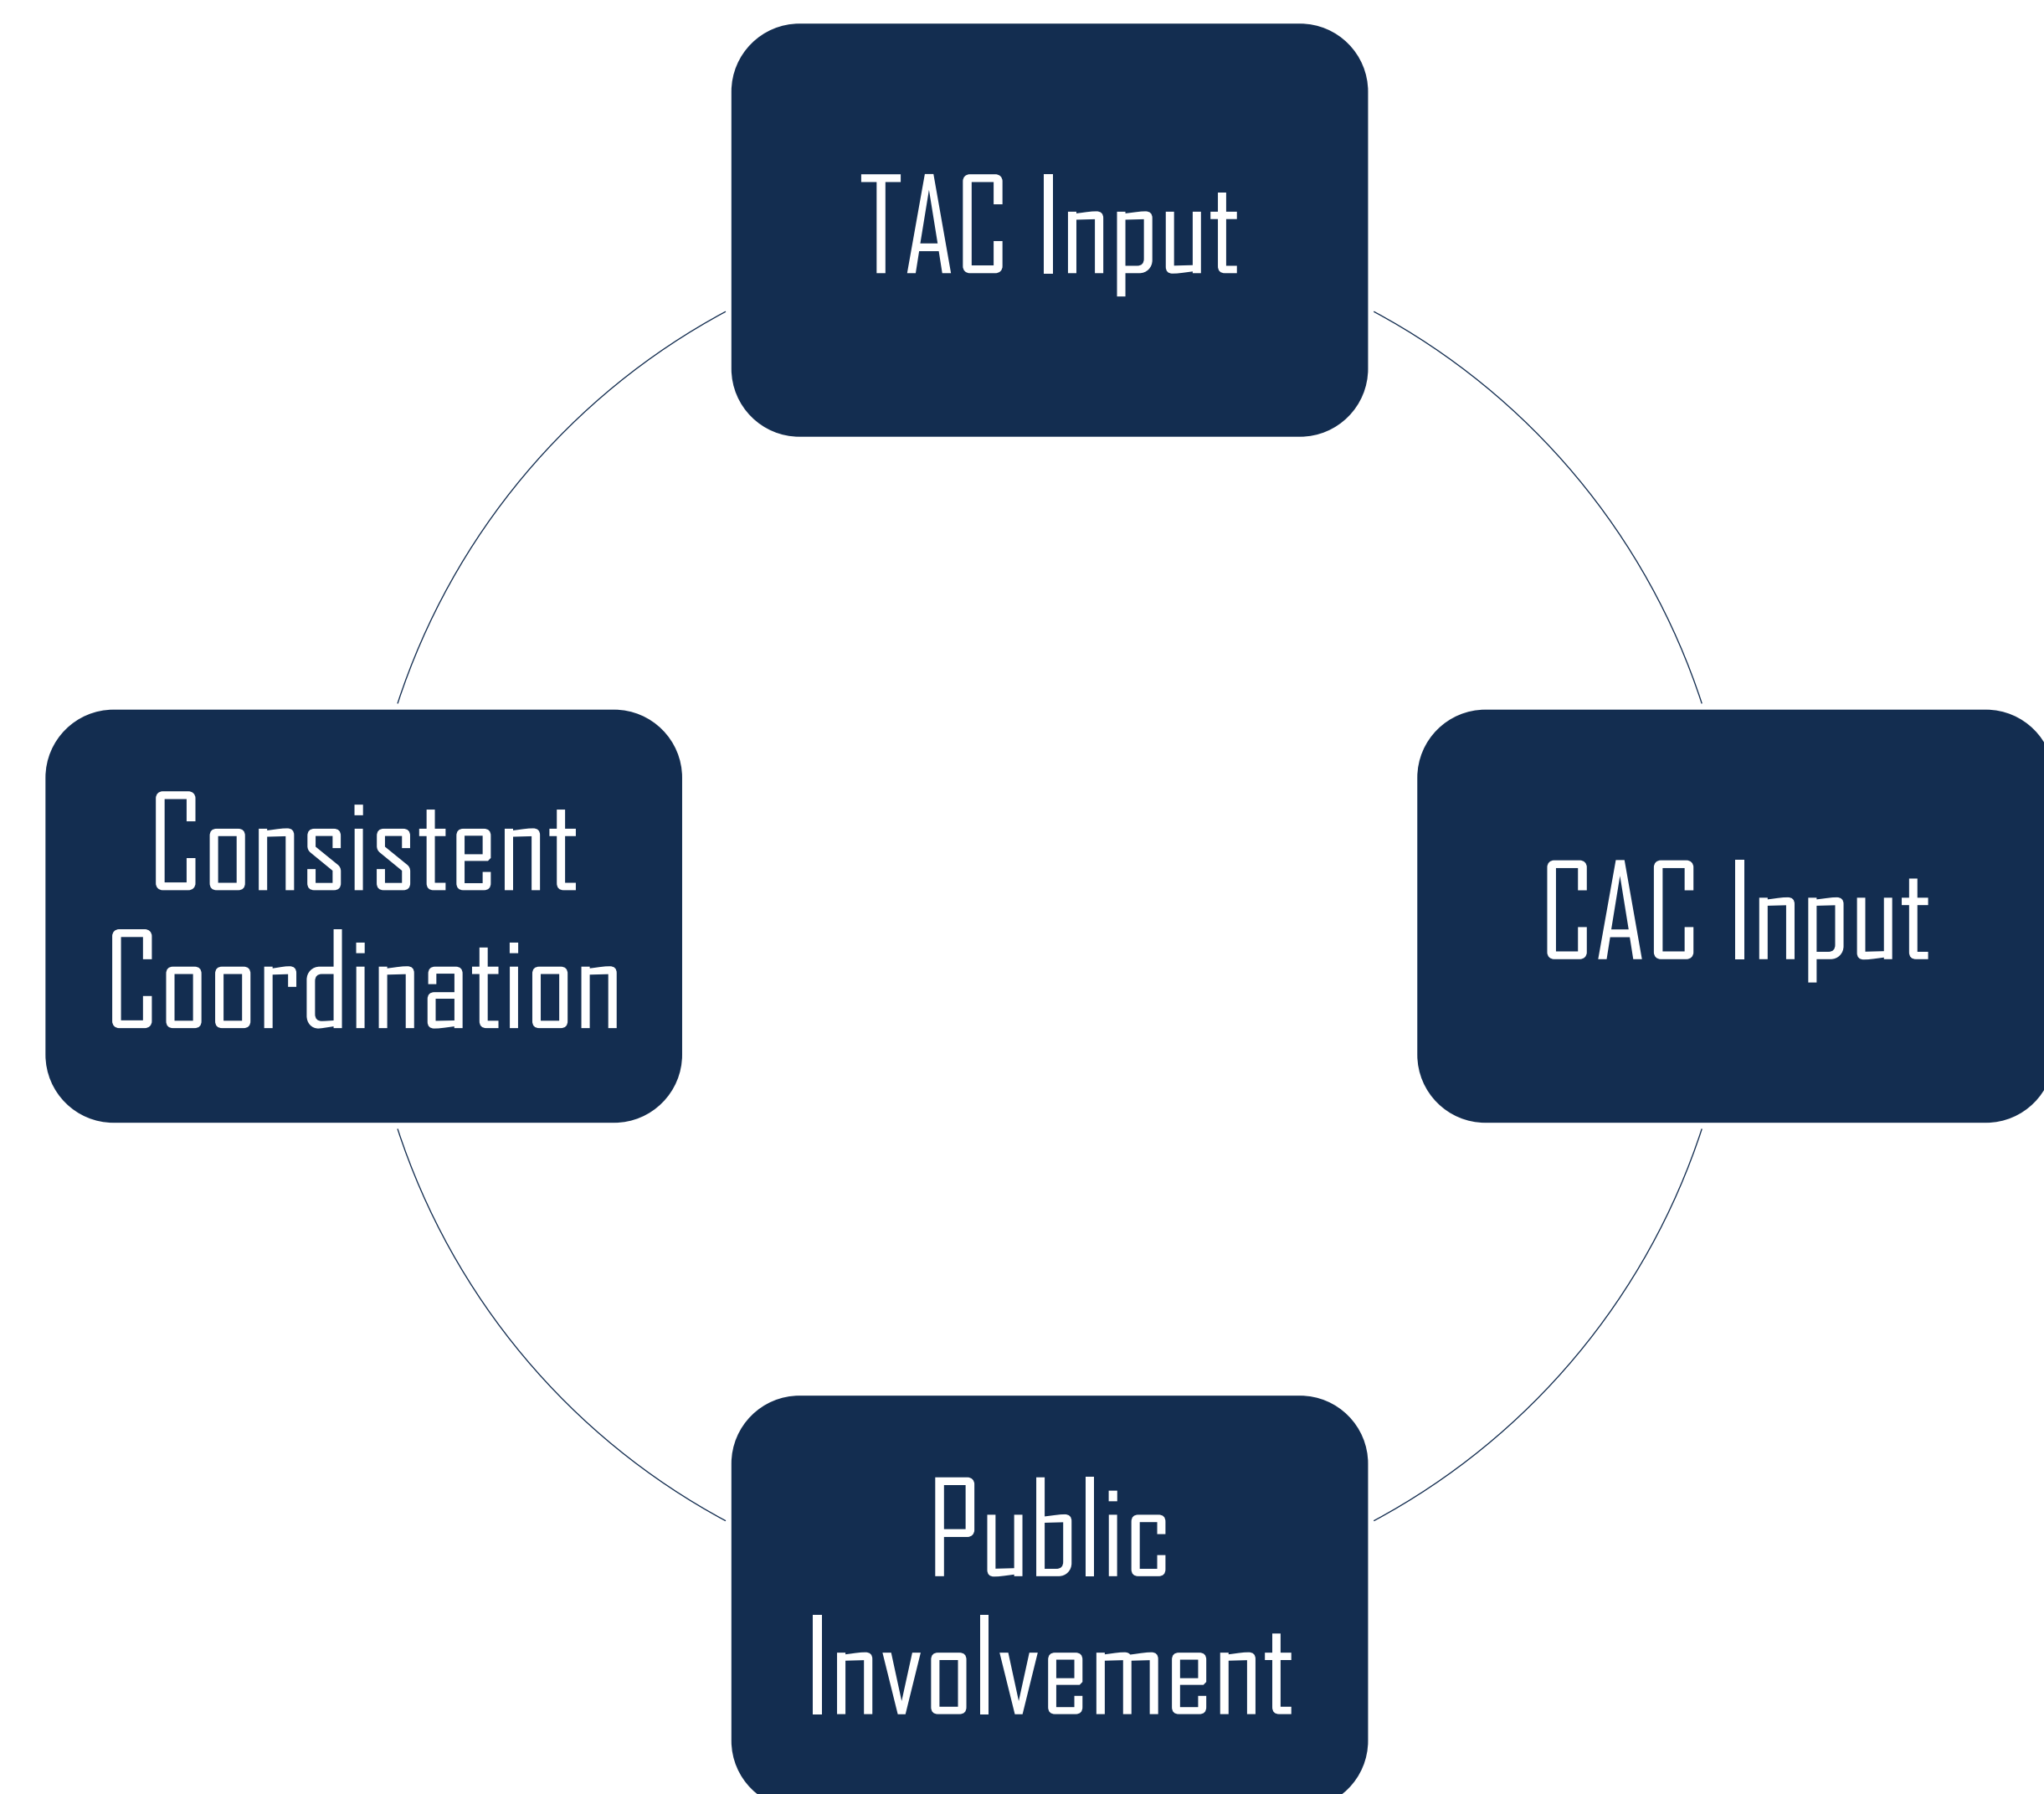 TAC Input
Consistent
Coordination
CAC Input
Public
Involvement